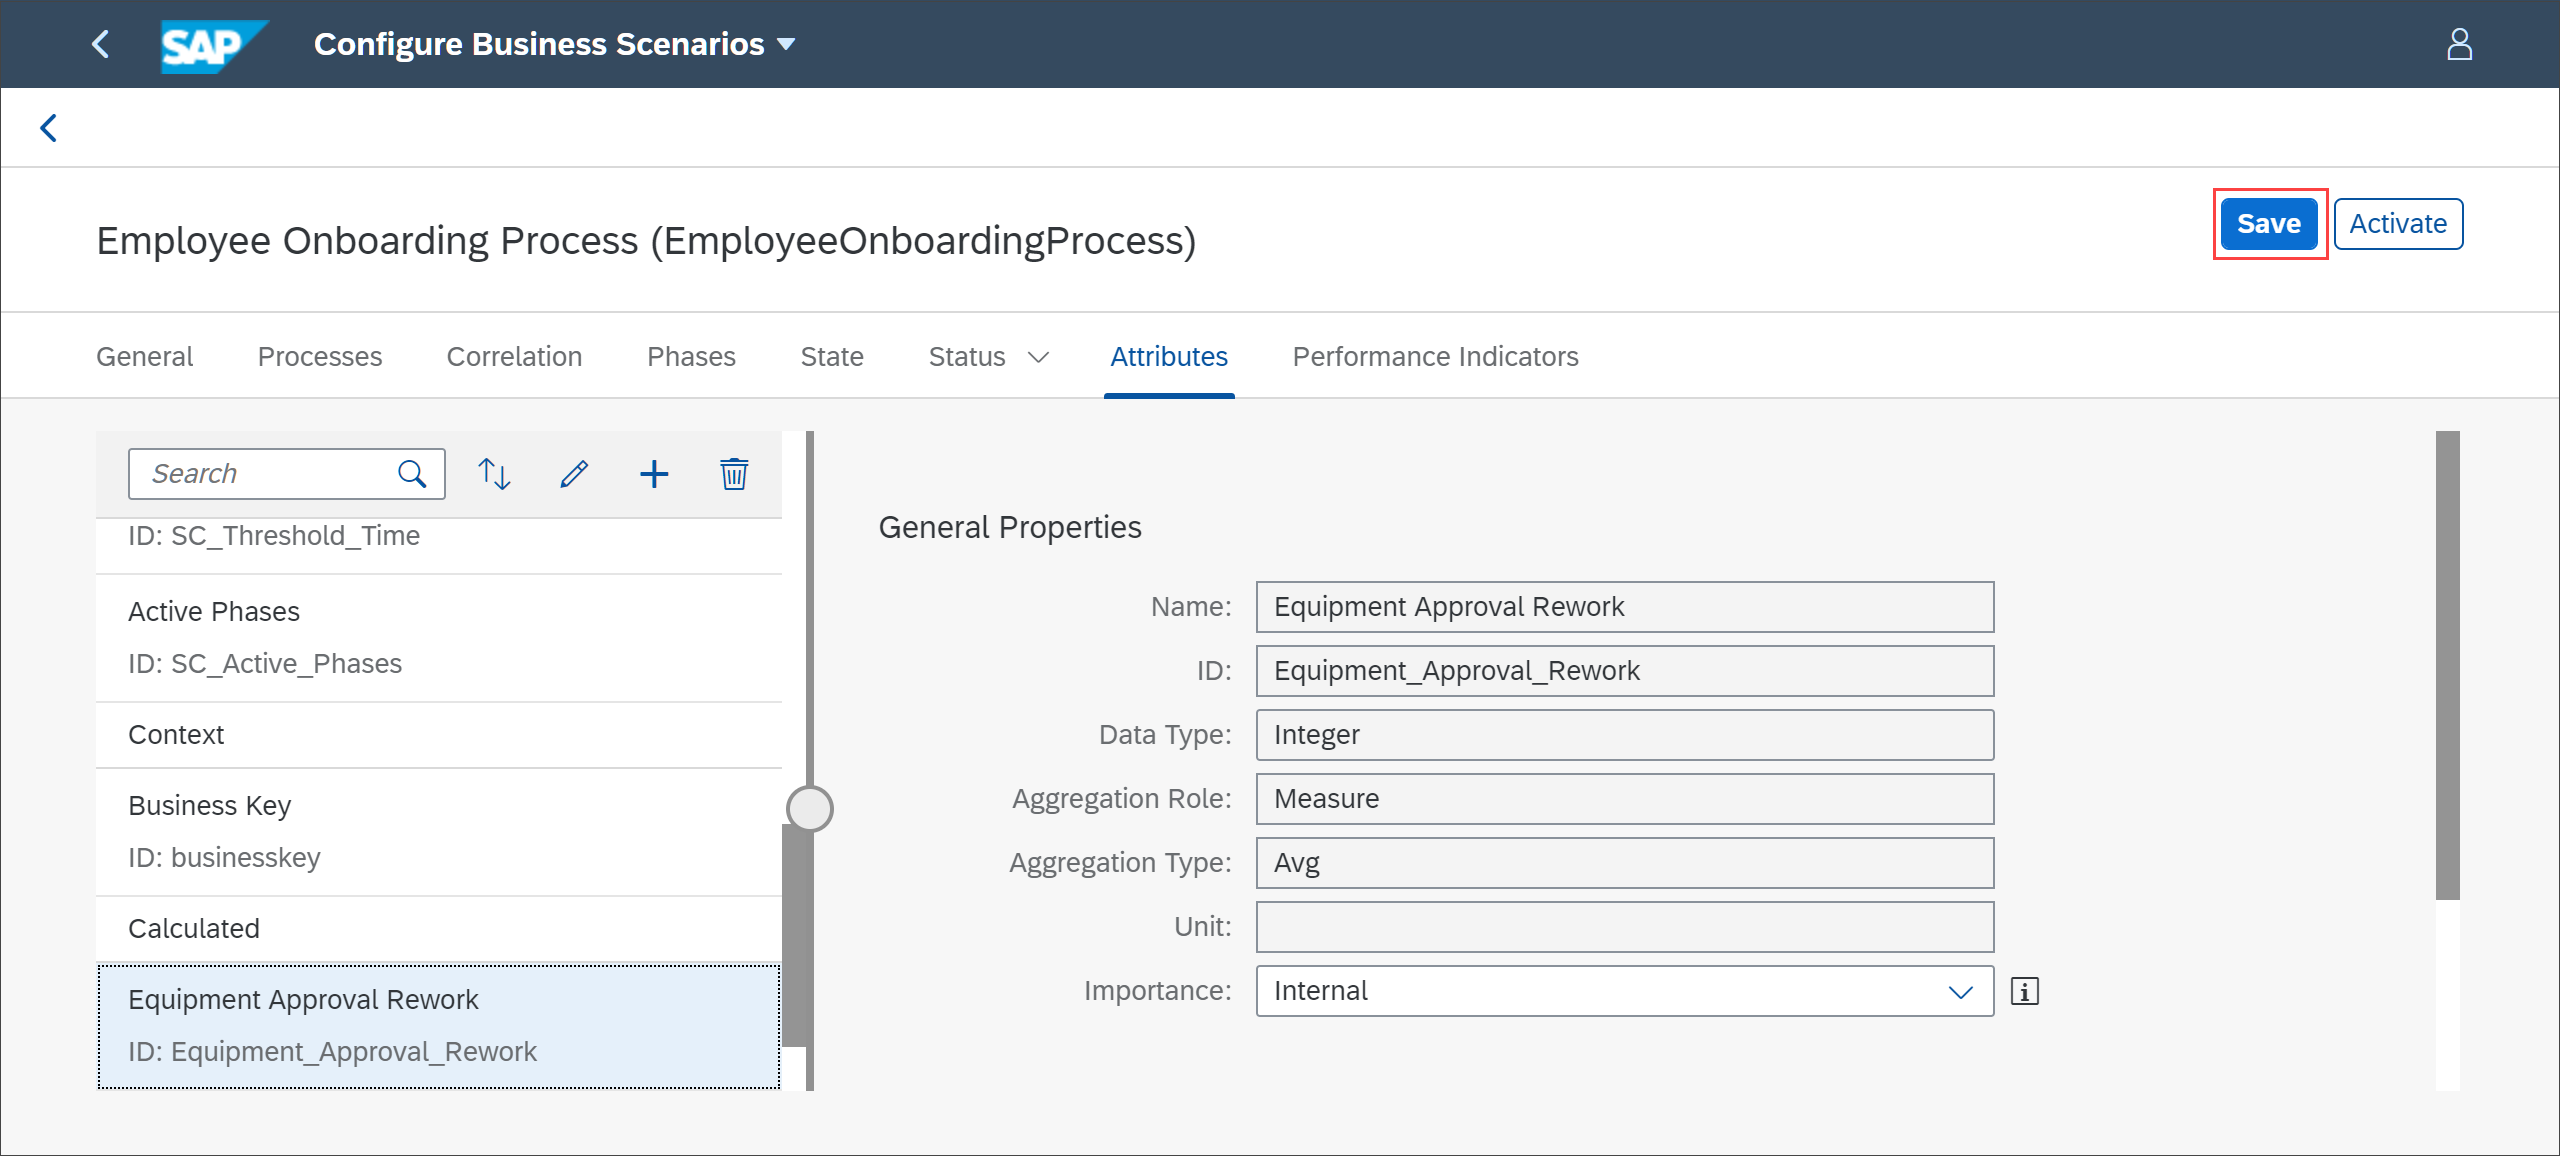 SAP Configure Business Scenarios
Employee Onboarding Process (EmployeeOnboardingProcess)
Save Activate
General Processes Correlation Phases State Status Attributes Performance Indicators
Search
ID: SC_Threshold_Time
Active Phases
ID: SC_Active_Phases
Context
Business Key
ID: businesskey
Calculated
Equipment Approval Rework
ID: Equipment_Approval_Rework
General Properties
Name: Equipment Approval Rework
ID: Equipment_Approval_Rework
Data Type: Integer
Aggregation Role: Measure
Aggregation Type: Avg
Unit:
Importance: Internal